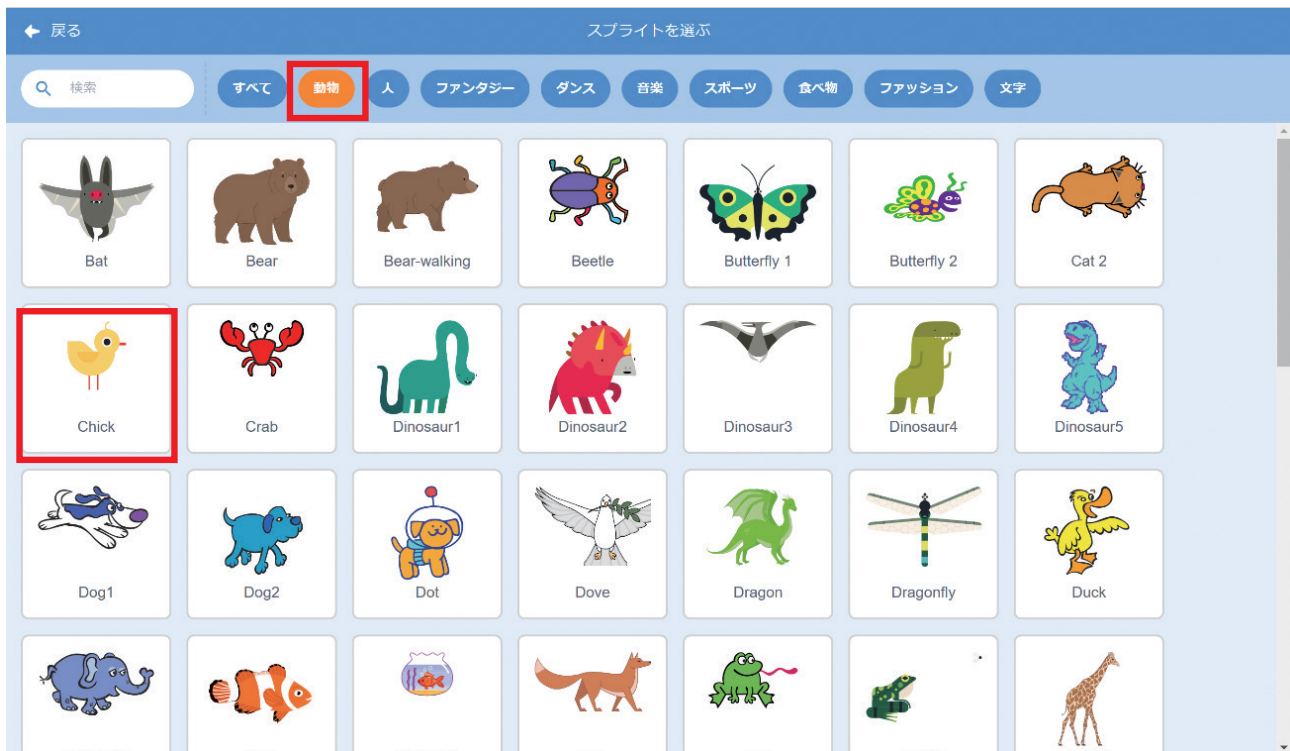 戻る
スプライトを選ぶ
検索
すべて 動物 人 ファンタジー ダンス 音楽 スポーツ 食べ物 ファッション 文字
Bat Bear Bear-walking Beetle Butterfly 1 Butterfly 2 Cat 2
Chick Crab Dinosaur1 Dinosaur2 Dinosaur3 Dinosaur4 Dinosaur5
Dog1 Dog2 Dot Dove Dragon Dragonfly Duck